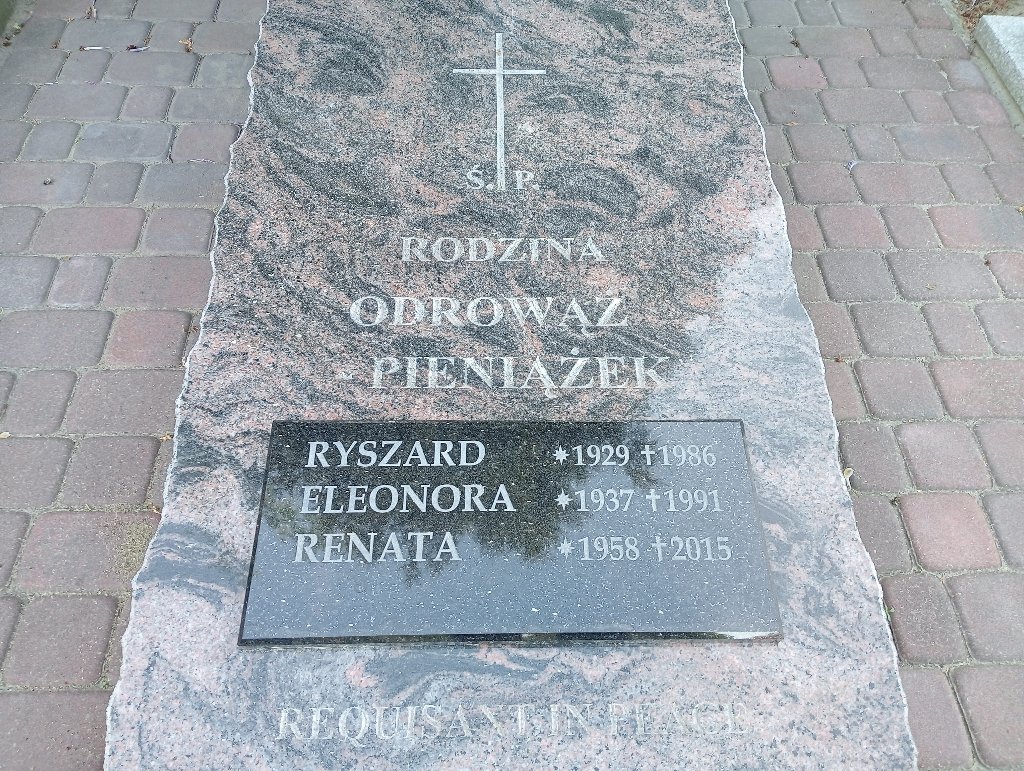 Ś. P.
RODZINA
ODROWĄŻ
- PIENIĄŻEK
RYSZARD *1929 †1986
ELEONORA *1937 †1991
RENATA *1958 †2015
REQUISANT IN PEACE